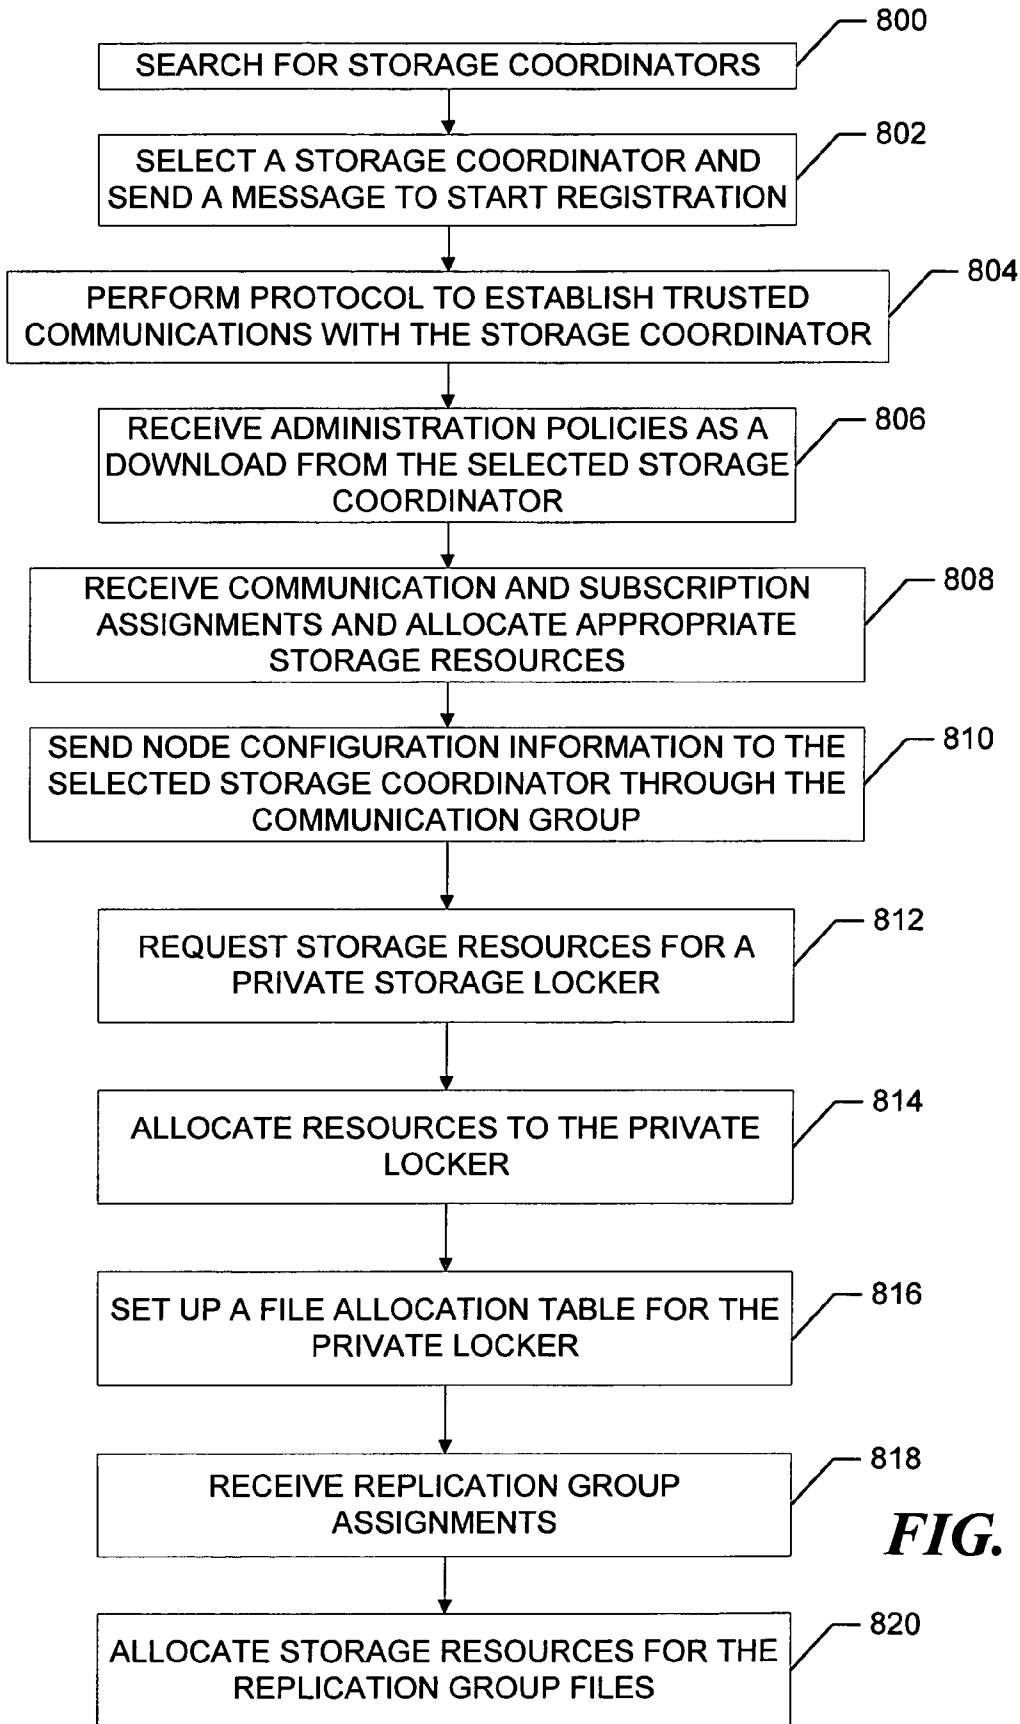 800
SEARCH FOR STORAGE COORDINATORS
802
SELECT A STORAGE COORDINATOR AND
SEND A MESSAGE TO START REGISTRATION
804
PERFORM PROTOCOL TO ESTABLISH TRUSTED
COMMUNICATIONS WITH THE STORAGE COORDINATOR
806
RECEIVE ADMINISTRATION POLICIES AS A
DOWNLOAD FROM THE SELECTED STORAGE
COORDINATOR
808
RECEIVE COMMUNICATION AND SUBSCRIPTION
ASSIGNMENTS AND ALLOCATE APPROPRIATE
STORAGE RESOURCES
810
SEND NODE CONFIGURATION INFORMATION TO THE
SELECTED STORAGE COORDINATOR THROUGH THE
COMMUNICATION GROUP
812
REQUEST STORAGE RESOURCES FOR A
PRIVATE STORAGE LOCKER
814
ALLOCATE RESOURCES TO THE PRIVATE
LOCKER
816
SET UP A FILE ALLOCATION TABLE FOR THE
PRIVATE LOCKER
818
RECEIVE REPLICATION GROUP
ASSIGNMENTS
FIG.
820
ALLOCATE STORAGE RESOURCES FOR THE
REPLICATION GROUP FILES